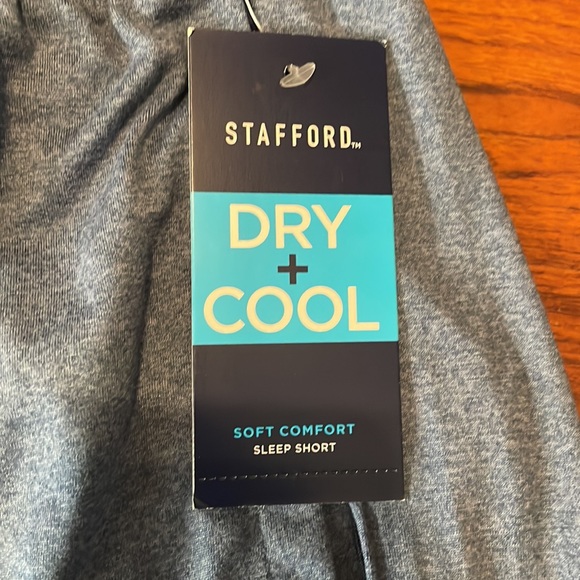 STAFFORD™
DRY
+
COOL
SOFT COMFORT
SLEEP SHORT